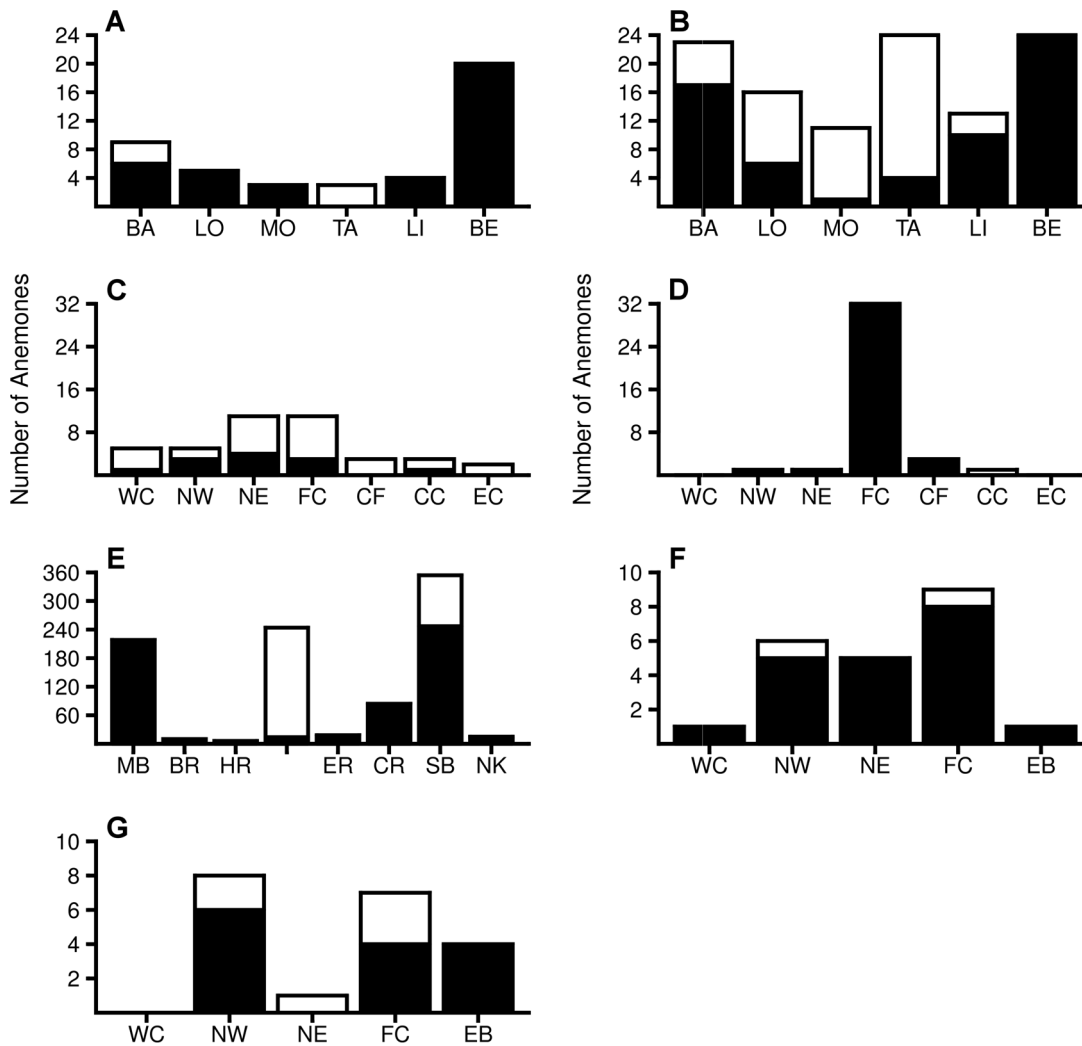 A
24
20
16
12
8
4
BA LO MO TA LI BE
B
24
20
16
12
8
4
BA LO MO TA LI BE
Number of Anemones
C
32
24
16
8
WC NW NE FC CF CC EC
Number of Anemones
D
32
24
16
8
WC NW NE FC CF CC EC
E
360
300
240
180
120
60
MB BR HR ER CR SB NK
F
10
8
6
4
2
WC NW NE FC EB
G
10
8
6
4
2
WC NW NE FC EB